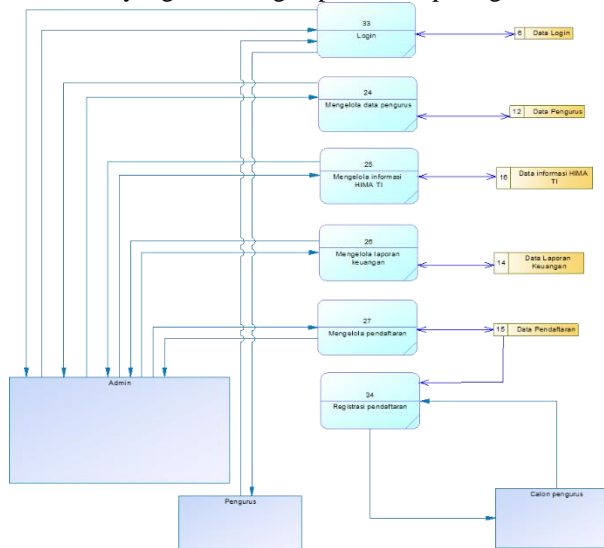 33
Login
6 Data Login
24
Mengelola data pengurus
12 Data Pengurus
25
Mengelola informasi
HIMA TI
16 Data informasi HIMA
TI
26
Mengelola laporan
keuangan
14 Data Laporan
Keuangan
27
Mengelola pendaftaran
15 Data Pendaftaran
34
Registrasi pendaftaran
Admin
Pengurus
Calon pengurus